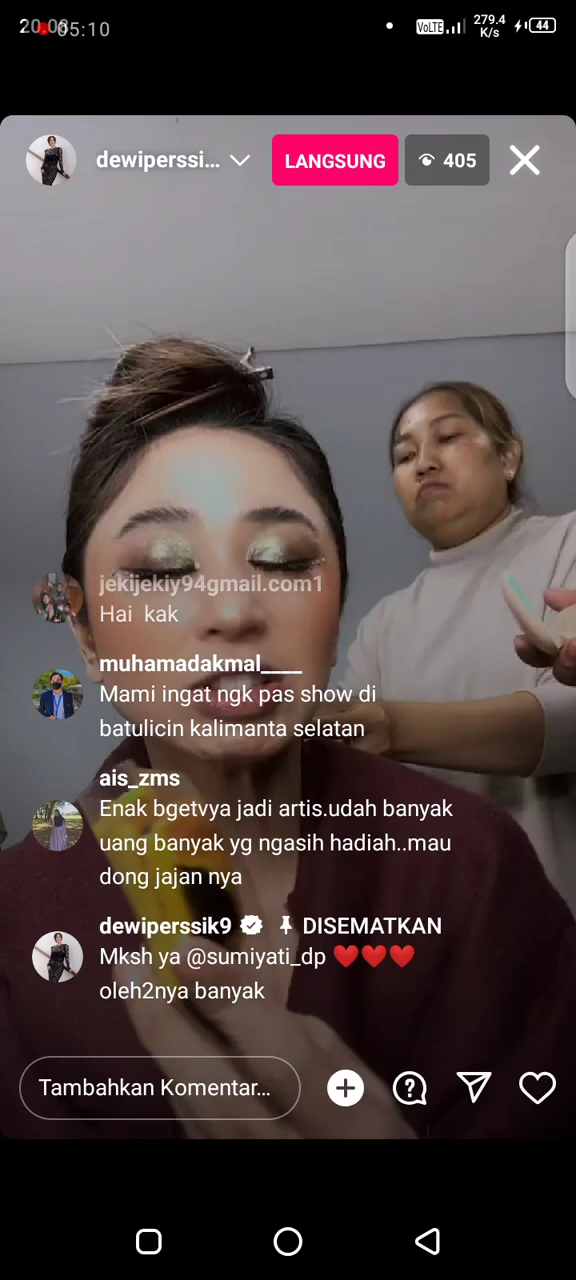 05:10
VoLTE
279.4
K/s
44
dewiperssi...
LANGSUNG
405
jekijekiy94gmail.com1
Hai kak
muhamadakmal____
Mami ingat ngk pas show di
batulicin kalimanta selatan
ais_zms
Enak bgetvya jadi artis.udah banyak
uang banyak yg ngasih hadiah..mau
dong jajan nya
dewiperssik9 DISEMATKAN
Mksh ya @sumiyati_dp ❤️❤️❤️
oleh2nya banyak
Tambahkan Komentar...